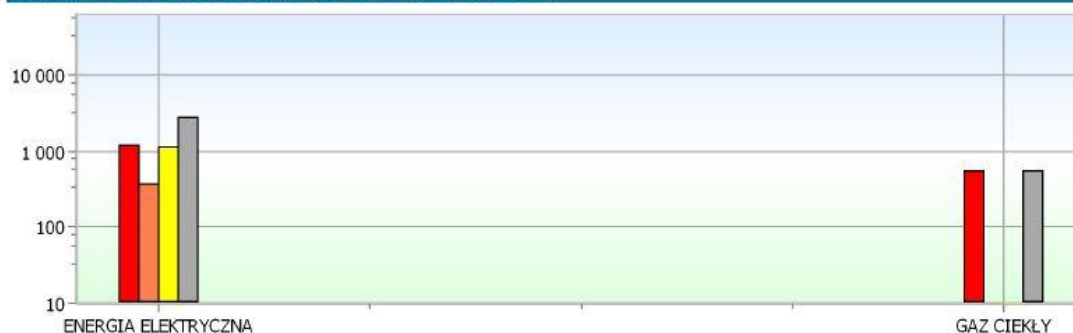 10 000
1 000
100
10
ENERGIA ELEKTRYCZNA
GAZ CIEKŁY